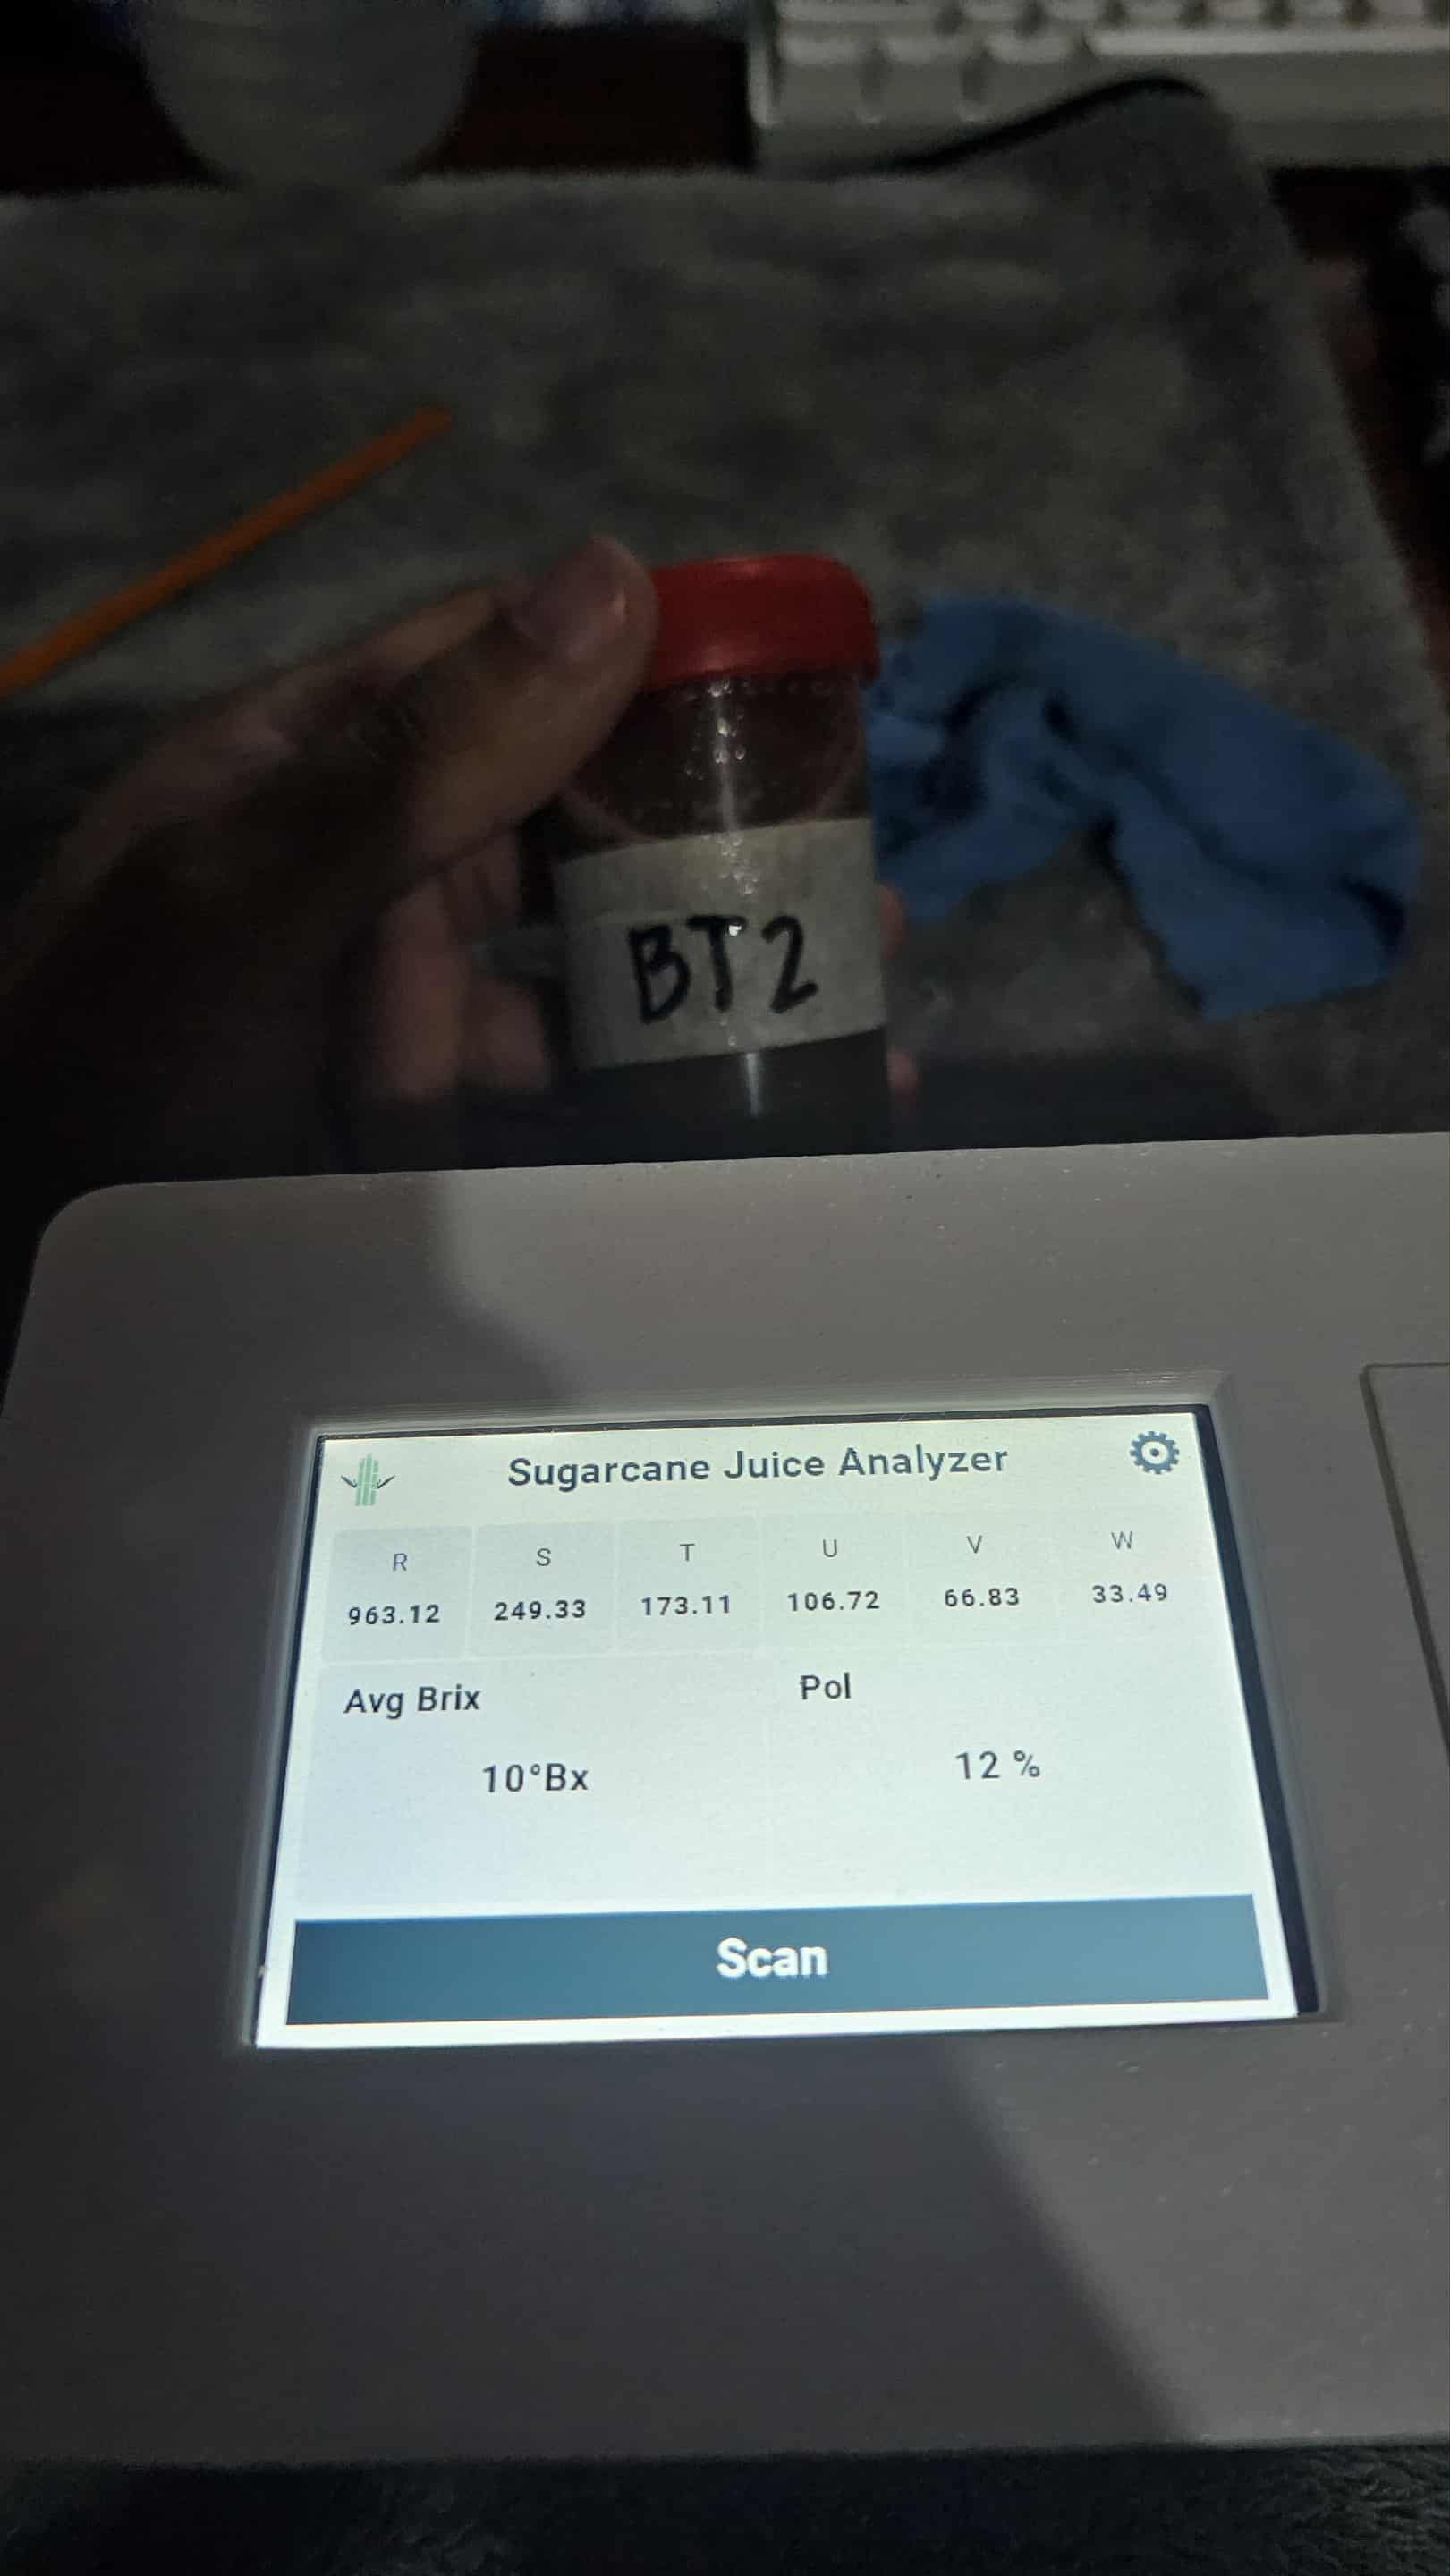 BT2
Sugarcane Juice Analyzer
R S T U V W
963.12 249.33 173.11 106.72 66.83 33.49
Avg Brix Pol
10°Bx 12 %
Scan